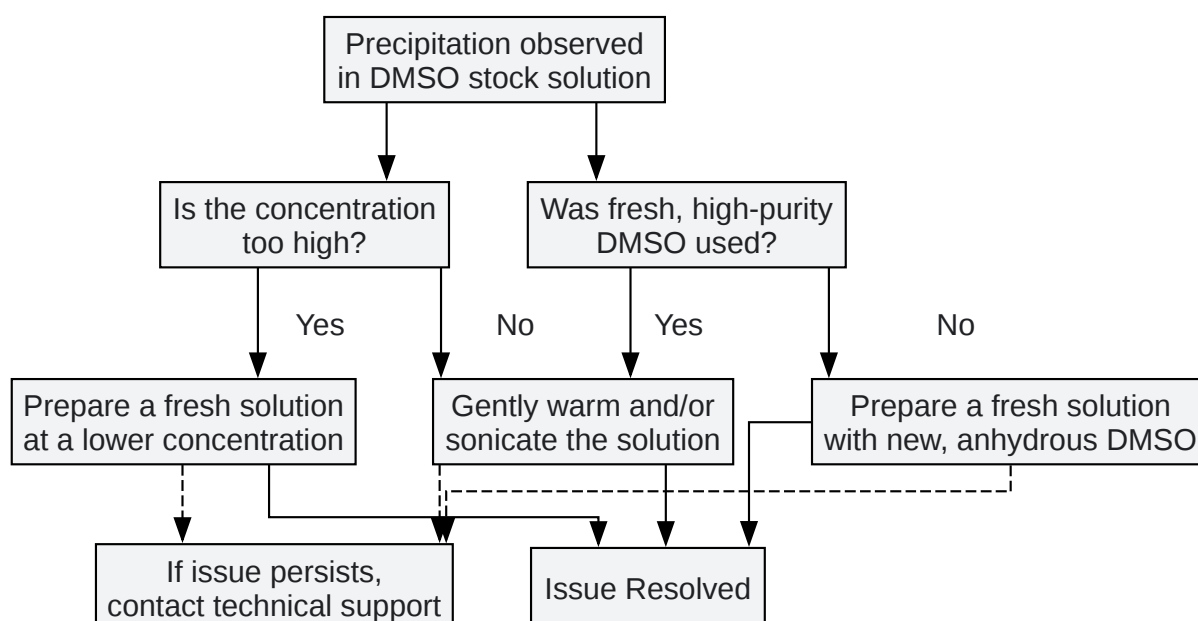 Precipitation observed
in DMSO stock solution
Is the concentration
too high?
Was fresh, high-purity
DMSO used?
Yes
No
Yes
No
Prepare a fresh solution
at a lower concentration
Gently warm and/or
sonicate the solution
Prepare a fresh solution
with new, anhydrous DMSO
If issue persists,
contact technical support
Issue Resolved